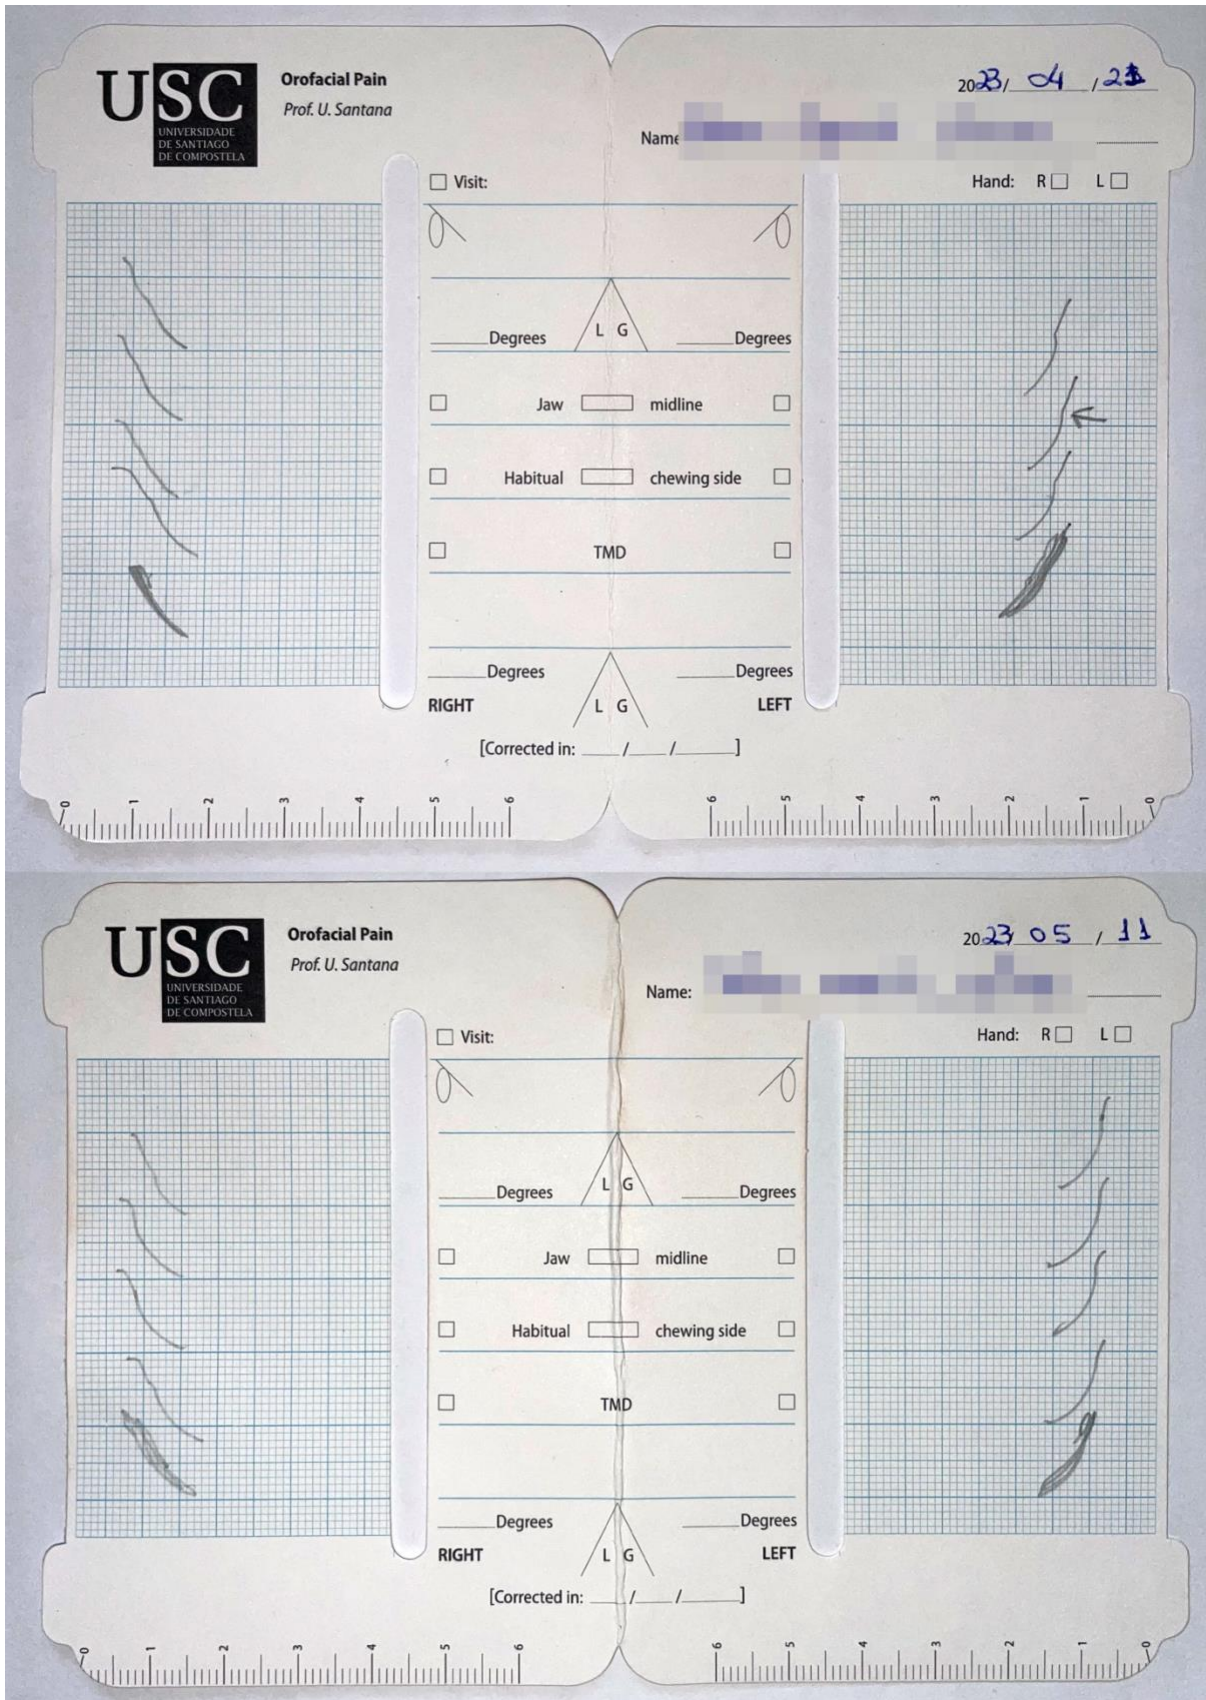 USC
UNIVERSIDADE
DE SANTIAGO
DE COMPOSTELA
Orofacial Pain
Prof. U. Santana
2023/ 04 /21
Name
Visit:
Hand: R L
L G
Degrees Degrees
Jaw midline
Habitual chewing side
TMD
Degrees Degrees
L G
RIGHT LEFT
[Corrected in: / / ]
0 1 2 3 4 5 6 6 5 4 3 2 1 0
USC
UNIVERSIDADE
DE SANTIAGO
DE COMPOSTELA
Orofacial Pain
Prof. U. Santana
2023/ 05 / 11
Name:
Visit:
Hand: R L
L G
Degrees Degrees
Jaw midline
Habitual chewing side
TMD
Degrees Degrees
L G
RIGHT LEFT
[Corrected in: / / ]
0 1 2 3 4 5 6 6 5 4 3 2 1 0